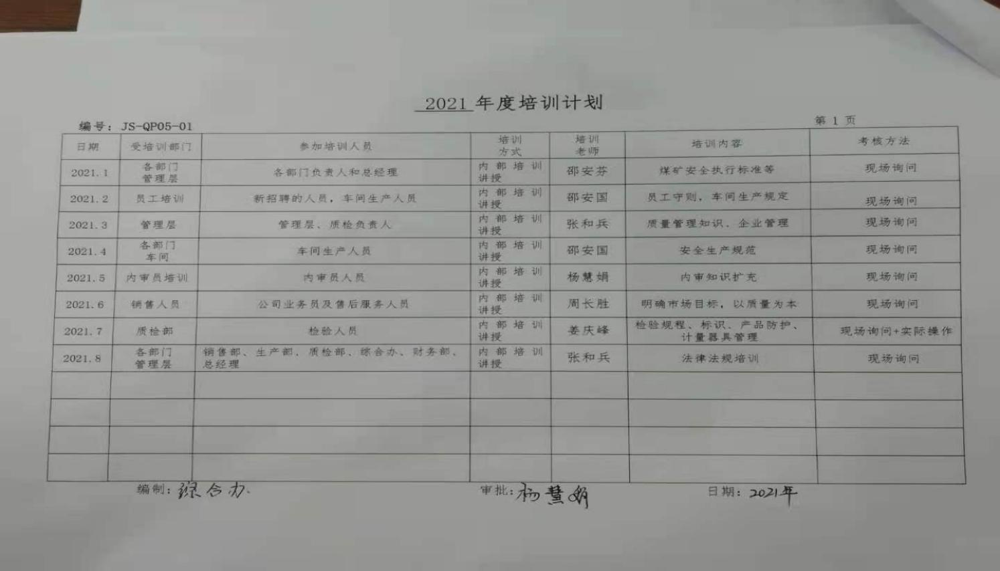 2021 年度培训计划
编号：JS-QP05-01 第 1 页
日期 受培训部门 参加培训人员 培训方式 培训老师 培训内容 考核方法
2021.1 各部门管理层 各部门负责人和总经理 内部培训讲授 邵安芬 煤矿安全执行标准等 现场询问
2021.2 员工培训 新招聘的人员，车间生产人员 内部培训讲授 邵安国 员工守则，车间生产规定 现场询问
2021.3 管理层 管理层、质检负责人 内部培训讲授 张和兵 质量管理知识、企业管理 现场询问
2021.4 各部门车间 车间生产人员 内部培训讲授 邵安国 安全生产规范 现场询问
2021.5 内审员培训 内审员人员 内部培训讲授 杨慧娟 内审知识扩充 现场询问
2021.6 销售人员 公司业务员及售后服务人员 内部培训讲授 周长胜 明确市场目标，以质量为本 现场询问
2021.7 质检部 检验人员 内部培训讲授 姜庆峰 检验规程、标识、产品防护、计量器具管理 现场询问+实际操作
2021.8 各部门管理层 销售部、生产部、质检部、综合办、财务部、总经理 内部培训讲授 张和兵 法律法规培训 现场询问
编制：综合办 审批：杨慧娟 日期：2021年